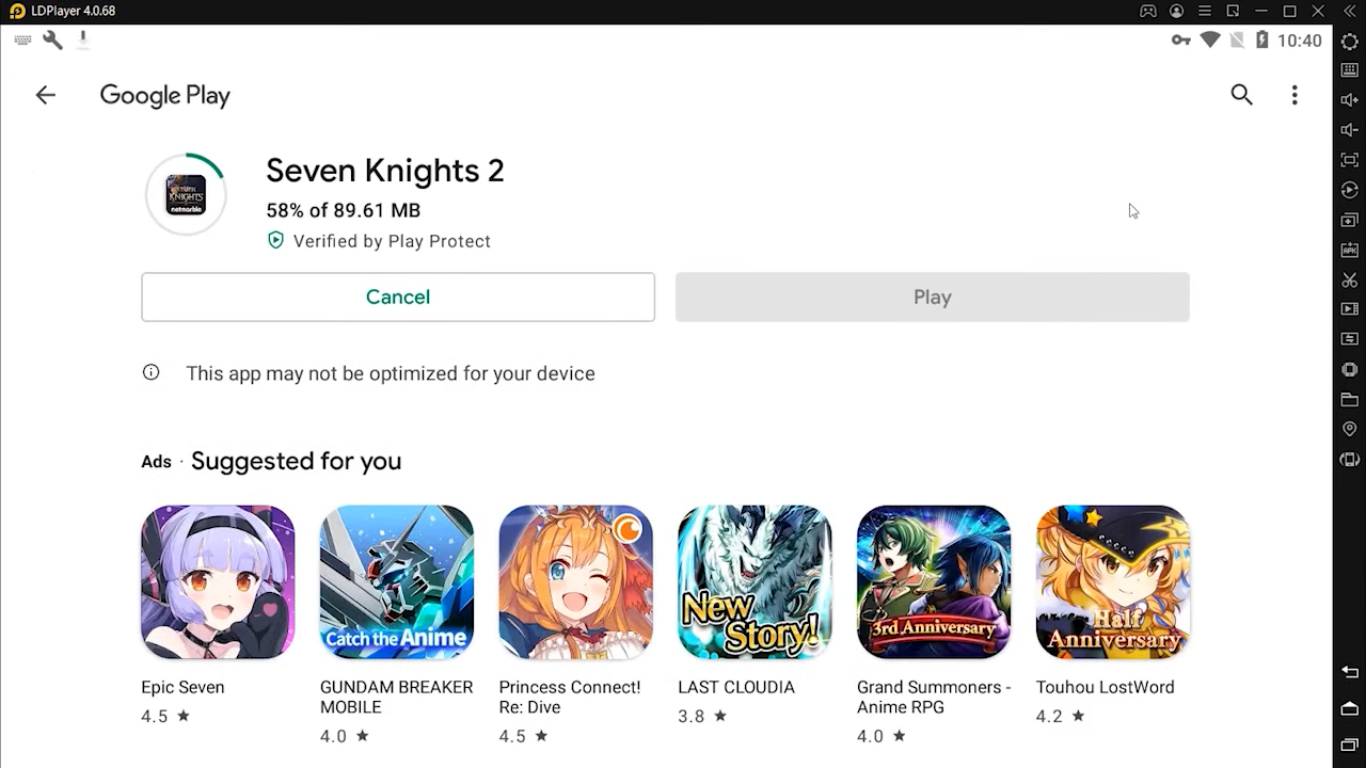 LDPlayer 4.0.68
10:40
Google Play
Seven Knights 2
58% of 89.61 MB
Verified by Play Protect
KNIGHTS
netmarble
Cancel
Play
This app may not be optimized for your device
Ads · Suggested for you
Catch the Anime
New
Story!
3rd Anniversary
Half
Anniversary
Epic Seven
GUNDAM BREAKER
MOBILE
Princess Connect!
Re: Dive
LAST CLOUDIA
Grand Summoners -
Anime RPG
Touhou LostWord
4.5 ★
4.0 ★
4.5 ★
3.8 ★
4.0 ★
4.2 ★
APK